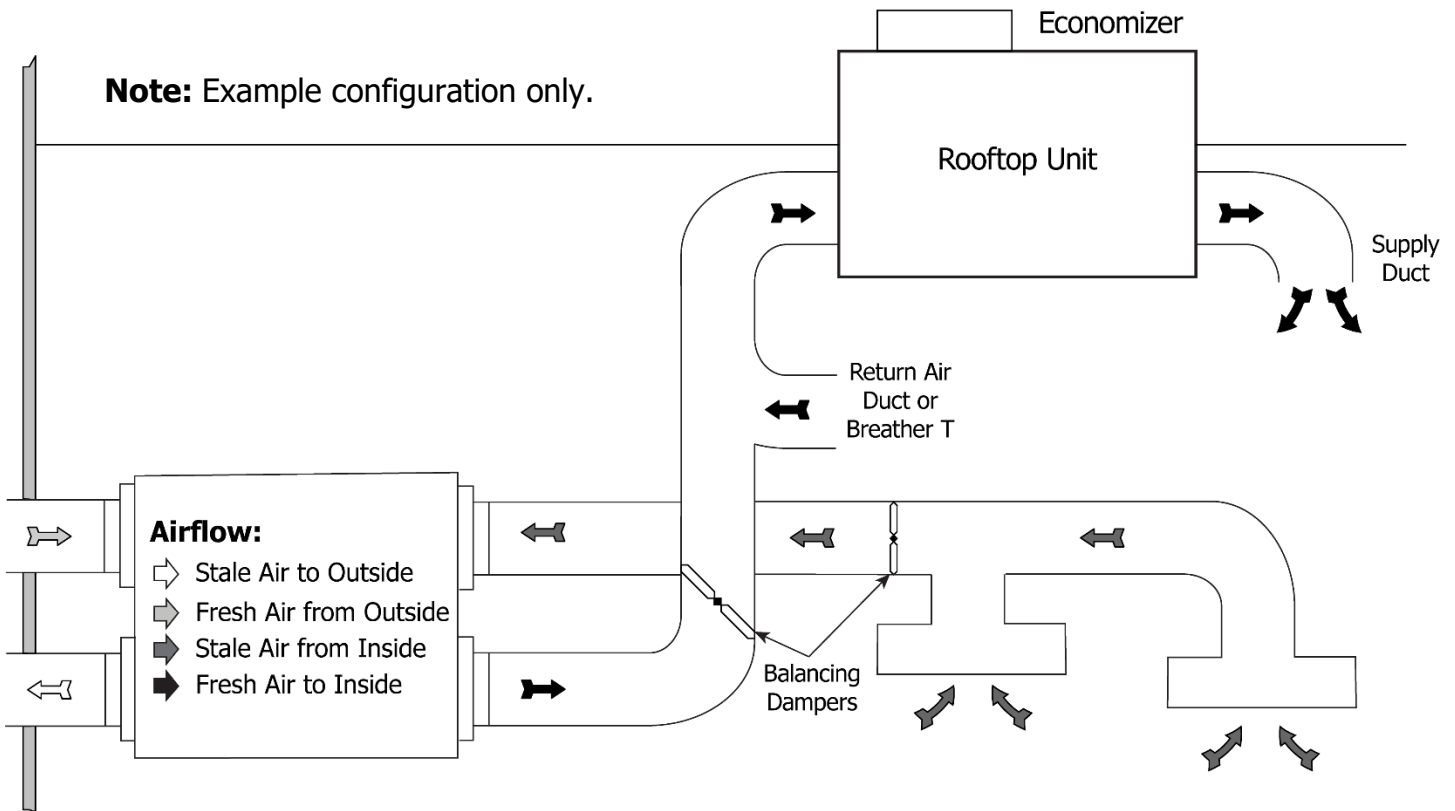 Economizer
Note: Example configuration only.
Rooftop Unit
Supply
Duct
Return Air
Duct or
Breather T
Airflow:
Stale Air to Outside
Fresh Air from Outside
Stale Air from Inside
Fresh Air to Inside
Balancing
Dampers